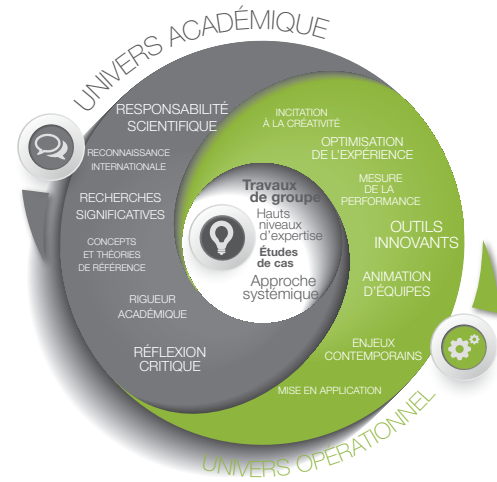 UNIVERS ACADÉMIQUE
RESPONSABILITÉ
SCIENTIFIQUE
RECONNAISSANCE
INTERNATIONALE
RECHERCHES
SIGNIFICATIVES
CONCEPTS
ET THÉORIES
DE RÉFÉRENCE
RIGUEUR
ACADÉMIQUE
RÉFLEXION
CRITIQUE
Travaux
de groupe
Hauts
niveaux
d'expertise
Études
de cas
Approche
systémique
INCITATION
À LA CRÉATIVITÉ
OPTIMISATION
DE L'EXPÉRIENCE
MESURE
DE LA
PERFORMANCE
OUTILS
INNOVANTS
ANIMATION
D'ÉQUIPES
ENJEUX
CONTEMPORAINS
MISE EN APPLICATION
UNIVERS OPÉRATIONNEL